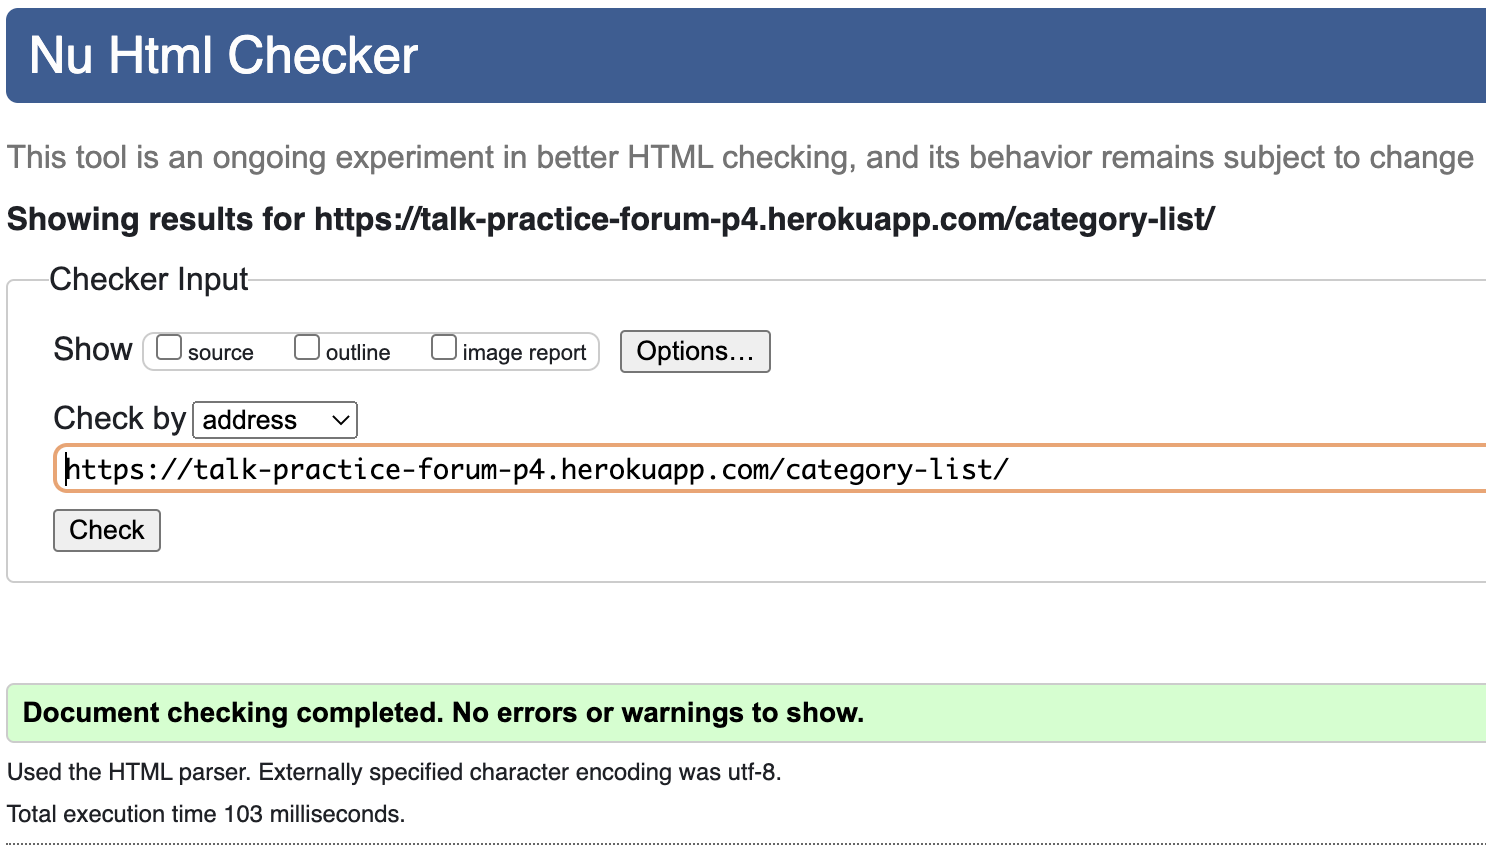 Nu Html Checker
This tool is an ongoing experiment in better HTML checking, and its behavior remains subject to change
Showing results for https://talk-practice-forum-p4.herokuapp.com/category-list/
Checker Input
Show source outline image report Options…
Check by address
https://talk-practice-forum-p4.herokuapp.com/category-list/
Check
Document checking completed. No errors or warnings to show.
Used the HTML parser. Externally specified character encoding was utf-8.
Total execution time 103 milliseconds.